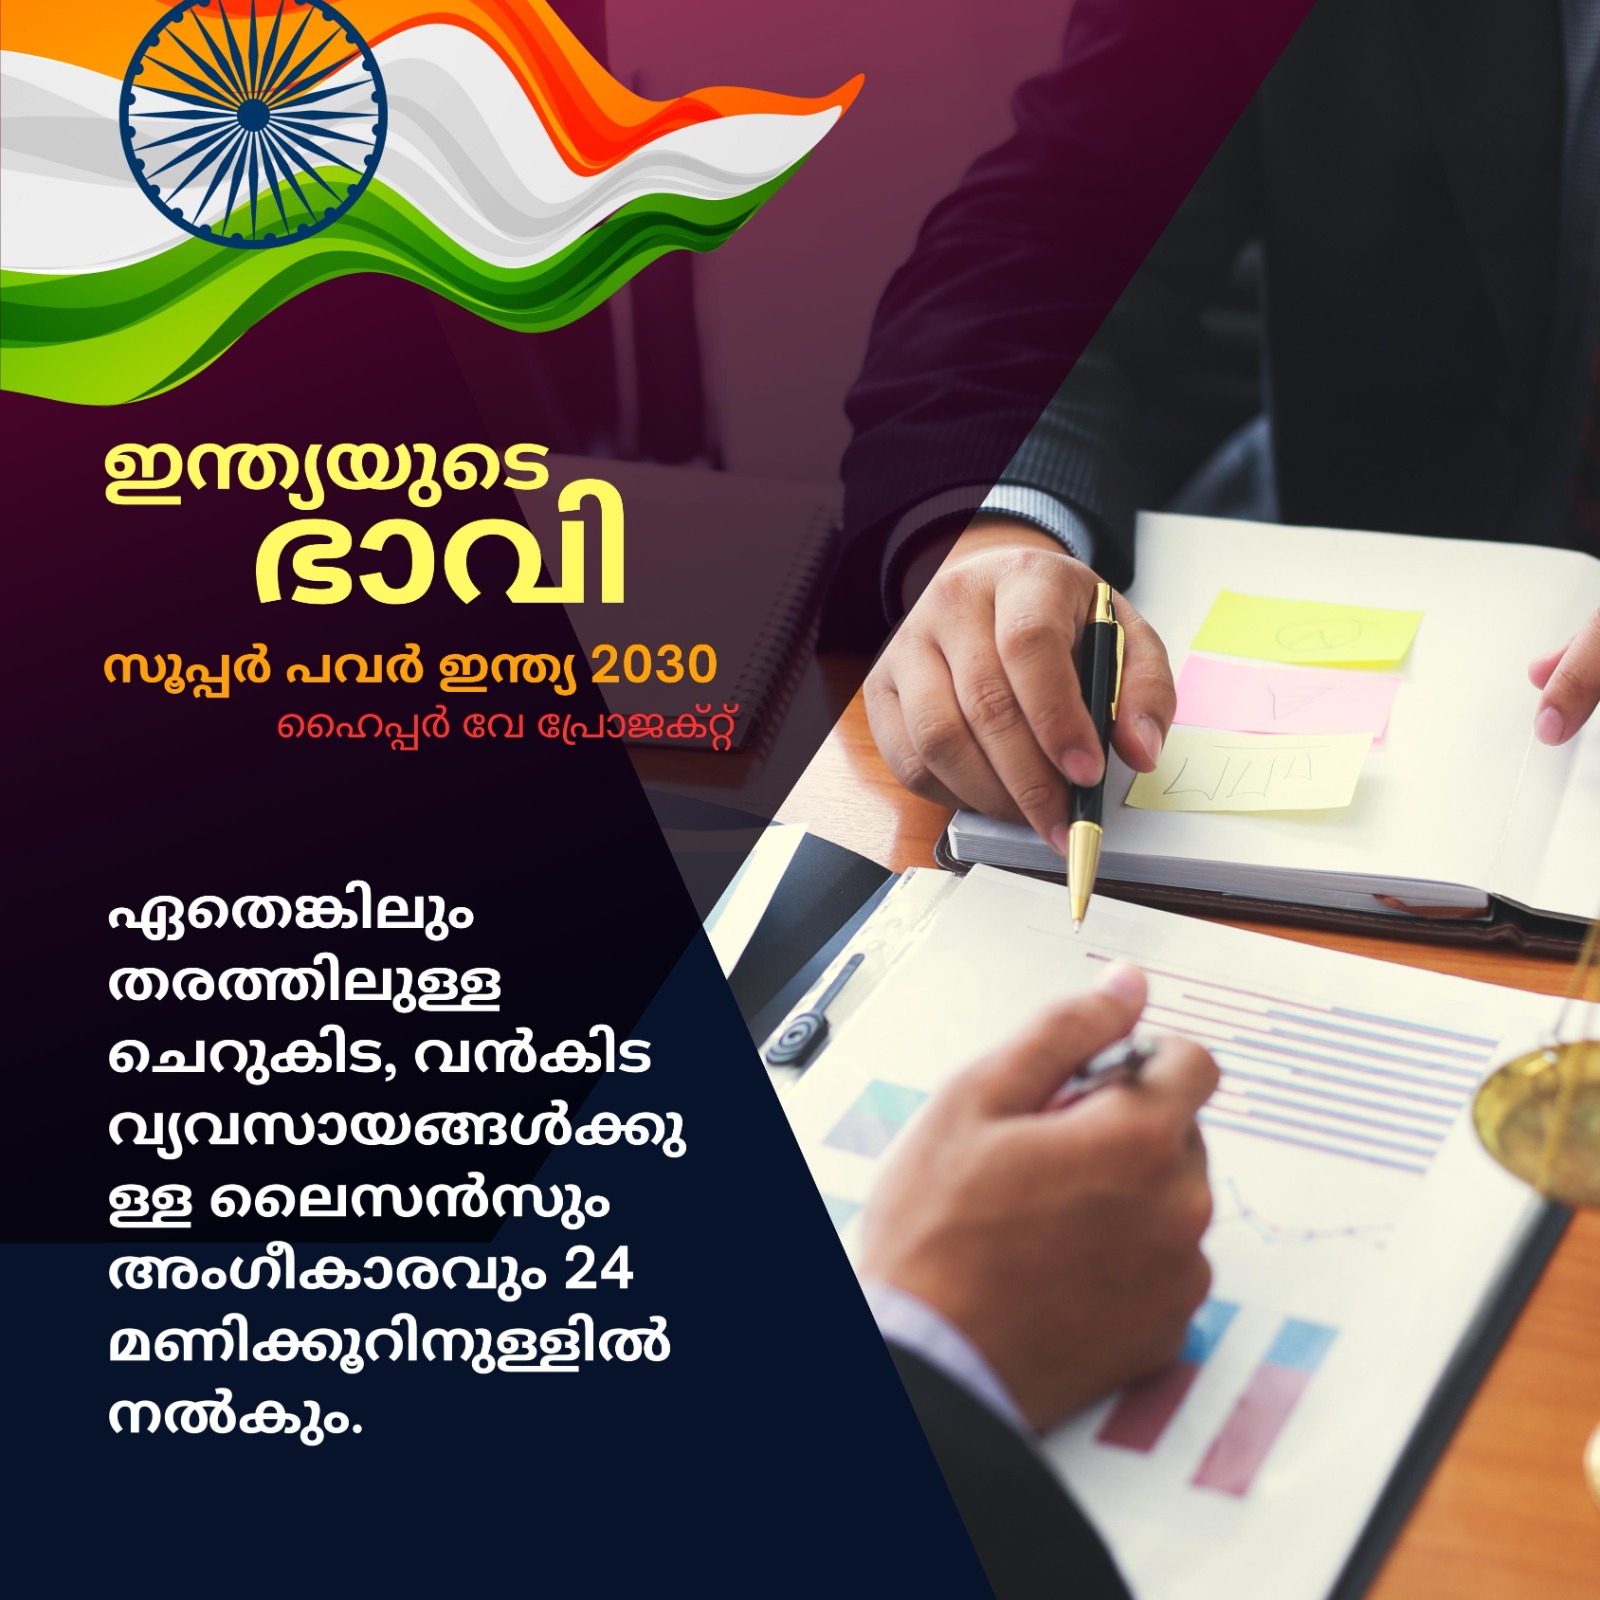 ഇന്ത്യയുടെ
ഭാവി
സൂപ്പർ പവർ ഇന്ത്യ 2030
ഹൈപ്പർ വേ പ്രോജക്റ്റ്
ഏതെങ്കിലും
തരത്തിലുള്ള
ചെറുകിട, വൻകിട
വ്യവസായങ്ങൾക്കു
ള്ള ലൈസൻസും
അംഗീകാരവും 24
മണിക്കൂറിനുള്ളിൽ
നൽകും.